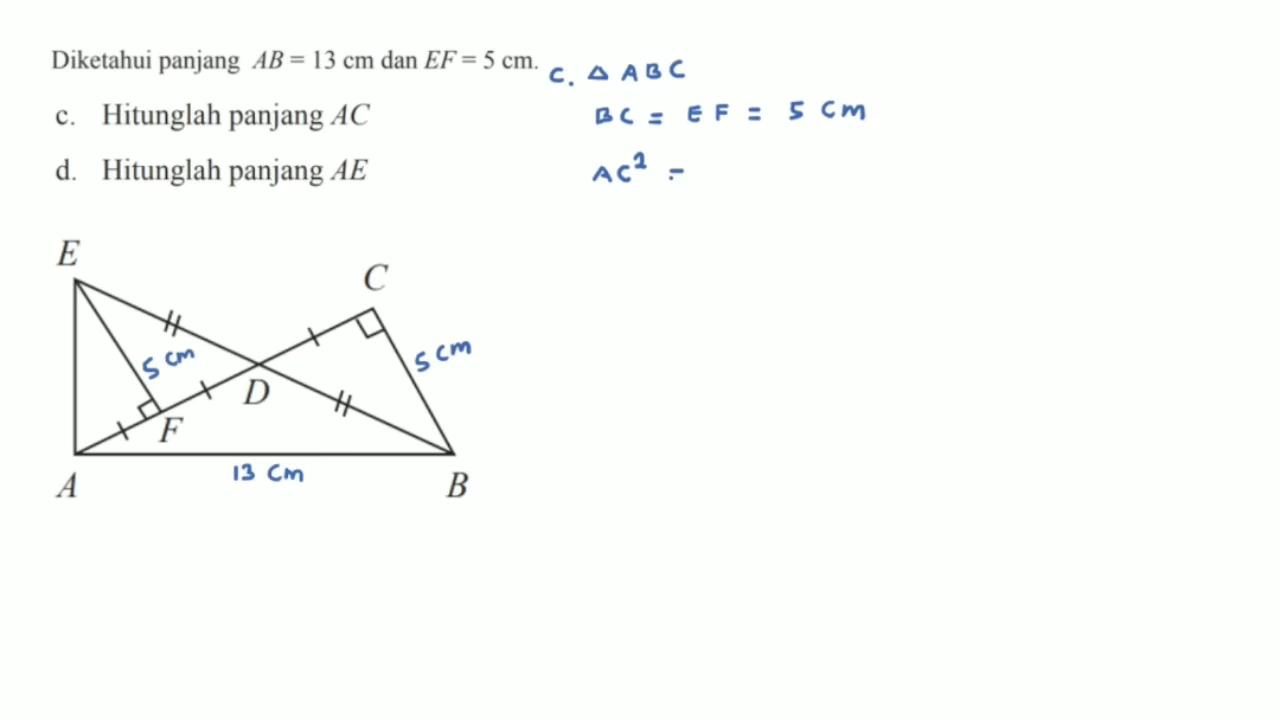 Diketahui panjang AB = 13 cm dan EF = 5 cm.
c. Hitunglah panjang AC
d. Hitunglah panjang AE
C. Δ ABC
BC = EF = 5 cm
AC² =
E
C
5 cm
5 cm
D
F
13 cm
A
B